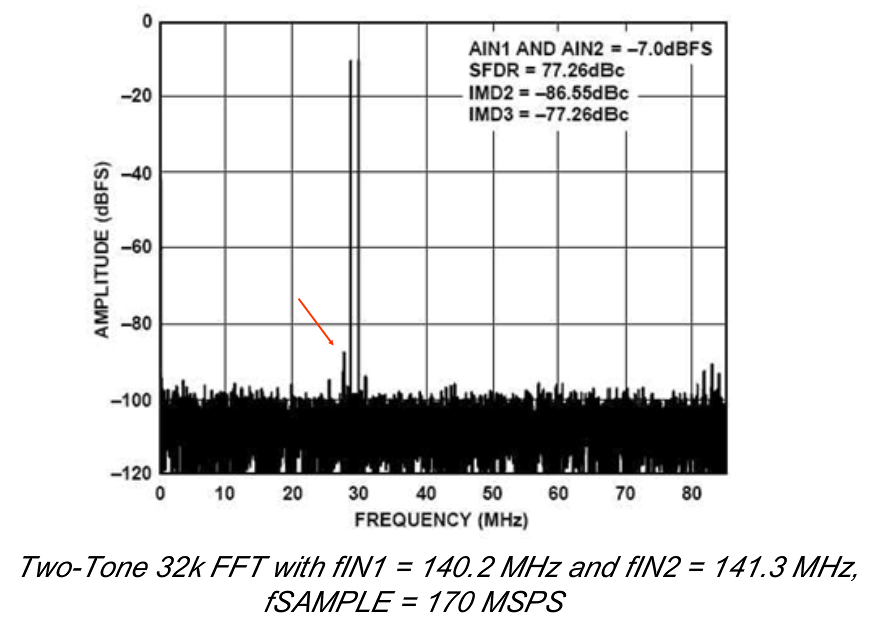 0
–20
–40
–60
–80
–100
–120
AMPLITUDE (dBFS)
AIN1 AND AIN2 = –7.0dBFS
SFDR = 77.26dBc
IMD2 = –86.55dBc
IMD3 = –77.26dBc
0 10 20 30 40 50 60 70 80
FREQUENCY (MHz)
Two-Tone 32k FFT with fIN1 = 140.2 MHz and fIN2 = 141.3 MHz,
fSAMPLE = 170 MSPS